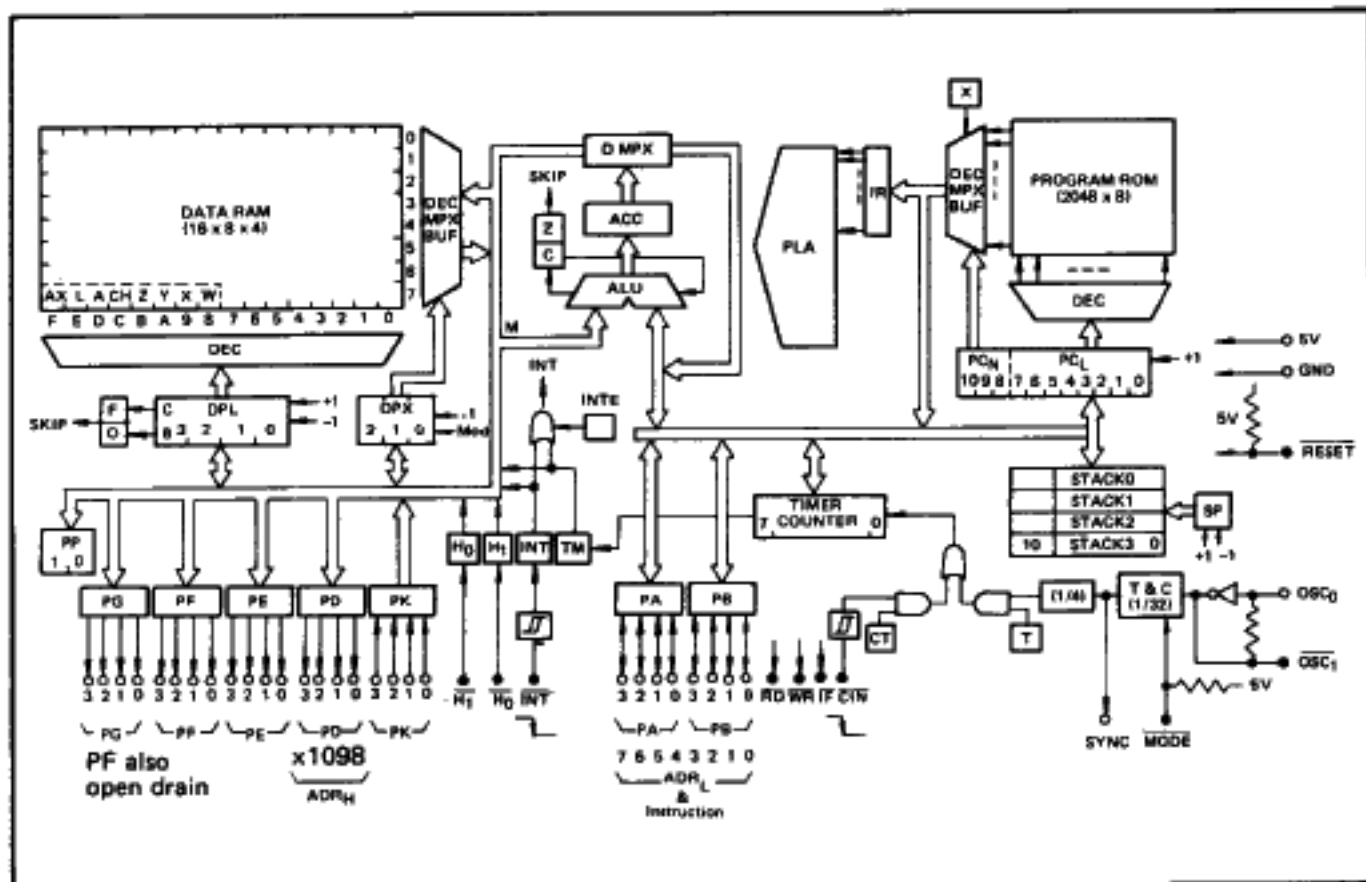 X
DATA RAM
(16 x 8 x 4)
0
1
2
3
4
5
6
7
DEC
MPX
BUF
D MPX
SKIP
Z
C
ACC
ALU
M
PLA
IR
DEC
MPX
BUF
PROGRAM ROM
(2048 x 8)
DEC
AX L A CH Z Y X W
F E D C B A 9 8 7 6 5 4 3 2 1 0
DEC
PCL
10 9 8 7 6 5 4 3 2 1 0
+1
5V
GND
5V
RESET
SKIP
F
O
C
B
DPL
3 2 1 0
+1
-1
DPX
2 1 0
-1
Mod
INT
INTE
STACK0
STACK1
STACK2
10 STACK3 0
SP
+1 -1
TIMER
COUNTER
7 0
PP
1 0
H0
H1
INT
TM
PG
PF
PE
PD
PK
PA
PB
CT
T
(1/4)
T & C
(1/32)
OSC0
OSC1
5V
3 2 1 0 3 2 1 0 3 2 1 0 3 2 1 0 3 2 1 0
H1 H0 INT
3 2 1 0 3 2 1 0
RD WR IF CIN
SYNC MODE
PG PF PE PD PK
PA PB
PF also
open drain
x1098
ADRH
7 6 5 4 3 2 1 0
ADRL
&
Instruction